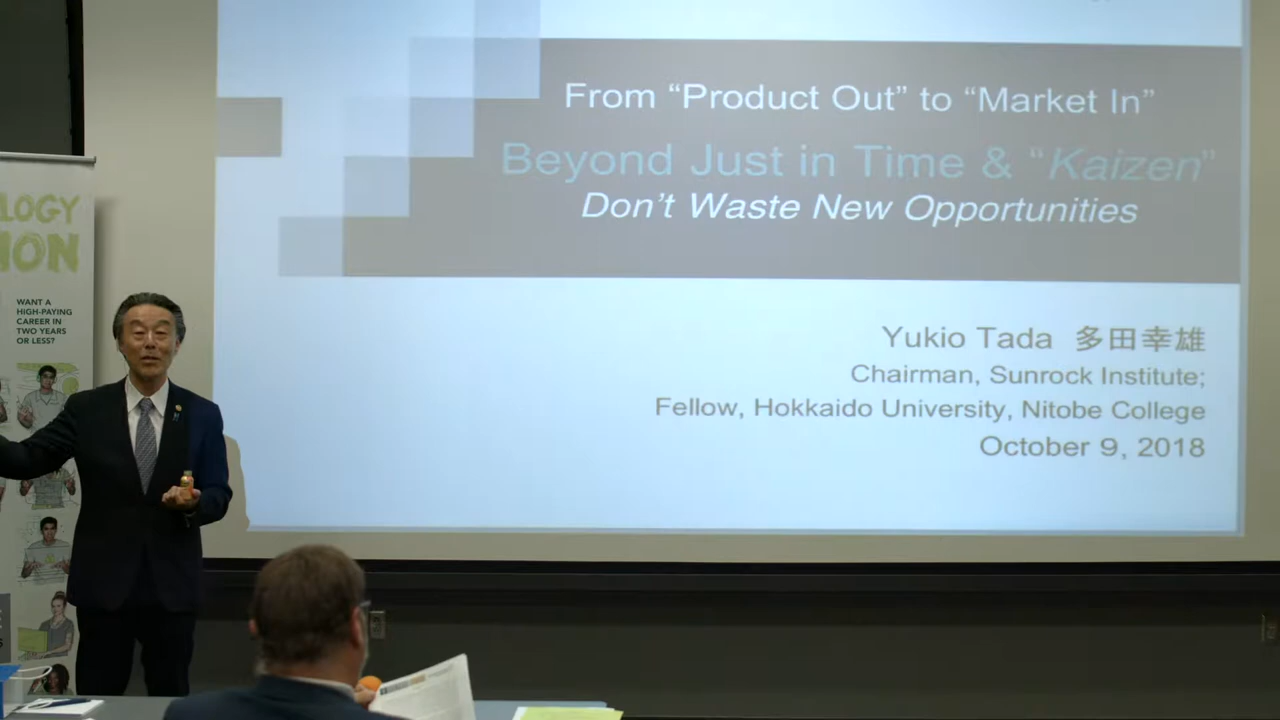 From “Product Out” to “Market In”
Beyond Just in Time & “Kaizen”
Don’t Waste New Opportunities
Yukio Tada 多田幸雄
Chairman, Sunrock Institute;
Fellow, Hokkaido University, Nitobe College
October 9, 2018
LOGY
ION
WANT A
HIGH-PAYING
CAREER IN
TWO YEARS
OR LESS?